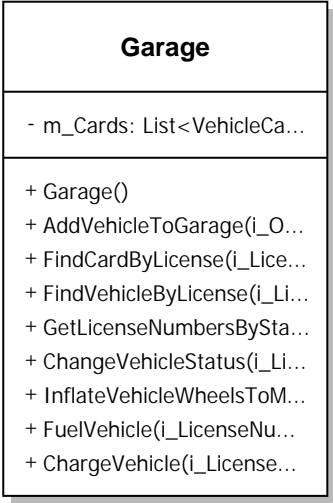 Garage
- m_Cards: List<VehicleCa...
+ Garage()
+ AddVehicleToGarage(i_O...
+ FindCardByLicense(i_Lice...
+ FindVehicleByLicense(i_Li...
+ GetLicenseNumbersBySta...
+ ChangeVehicleStatus(i_Li...
+ InflateVehicleWheelsToM...
+ FuelVehicle(i_LicenseNu...
+ ChargeVehicle(i_License...